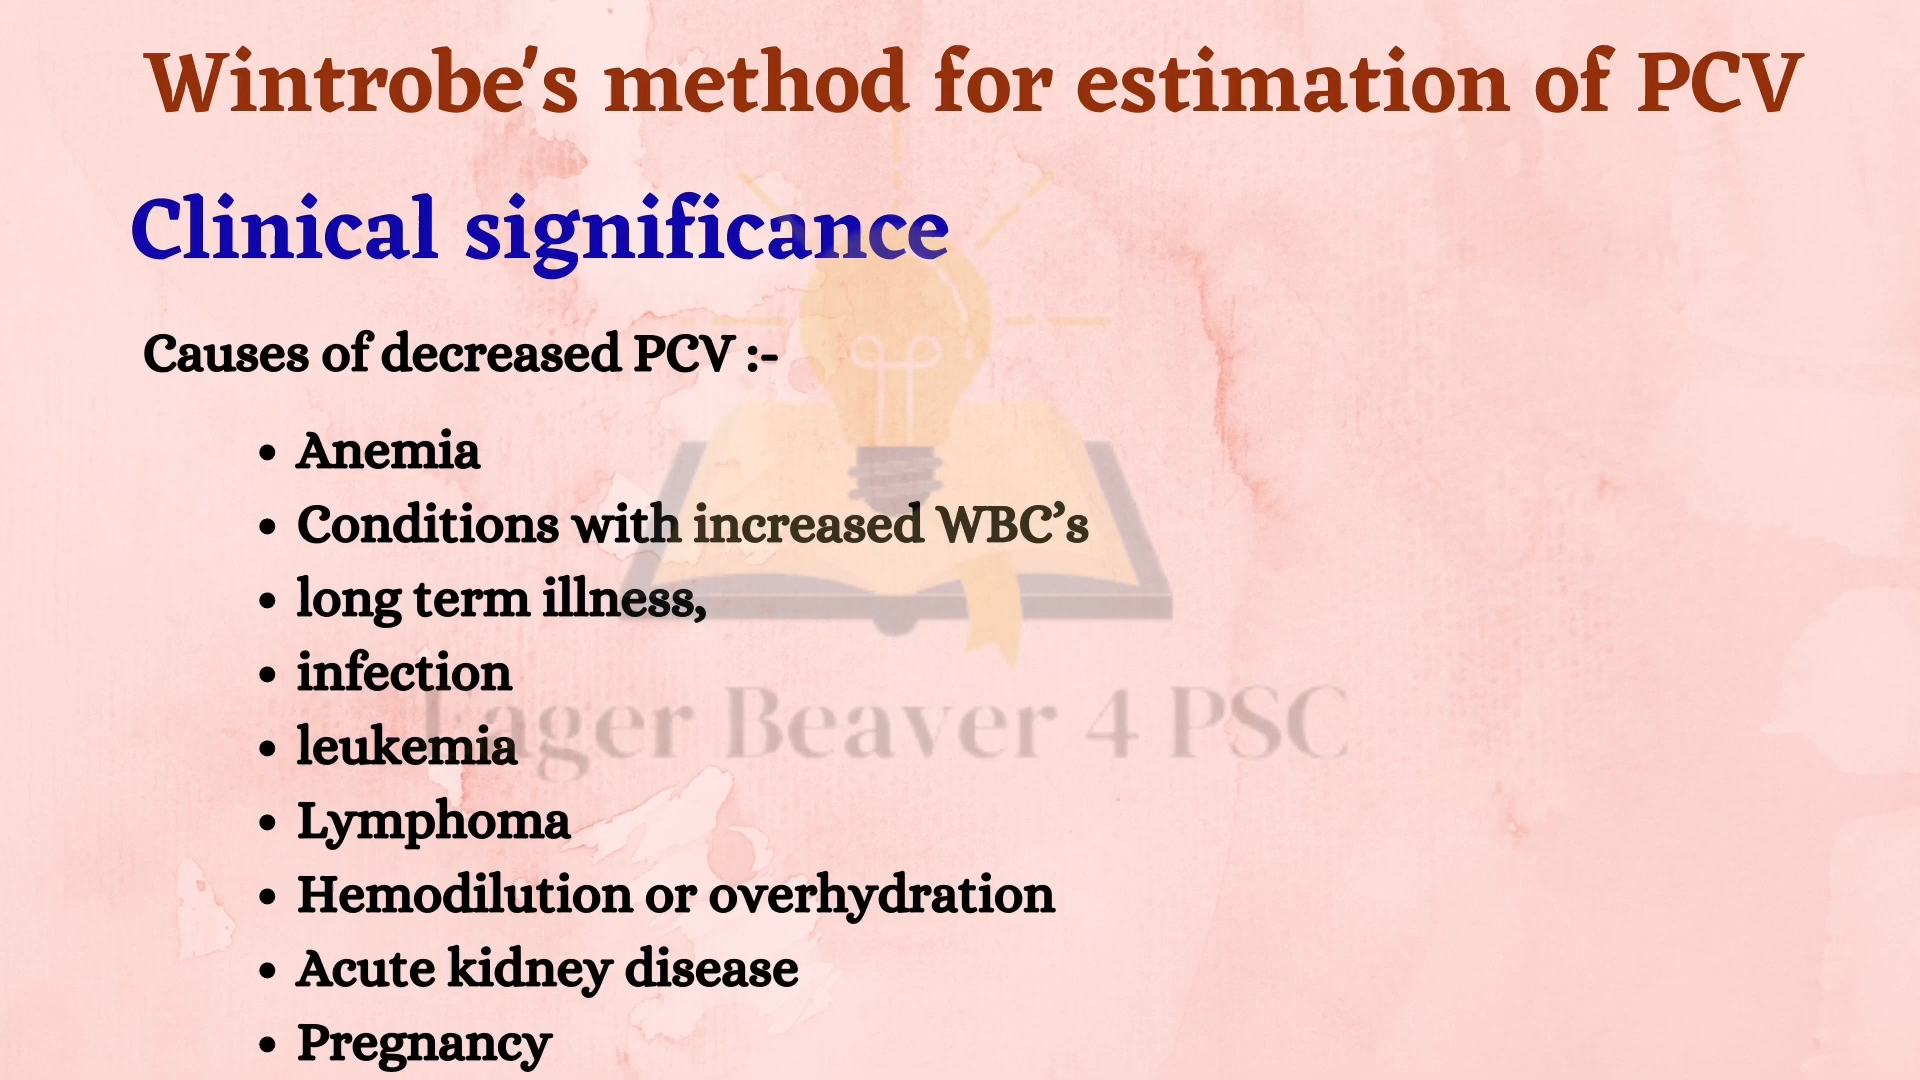 Wintrobe's method for estimation of PCV
Clinical significance
Causes of decreased PCV :-
• Anemia
• Conditions with increased WBC’s
• long term illness,
• infection
• leukemia
• Lymphoma
• Hemodilution or overhydration
• Acute kidney disease
• Pregnancy
Eager Beaver 4 PSC